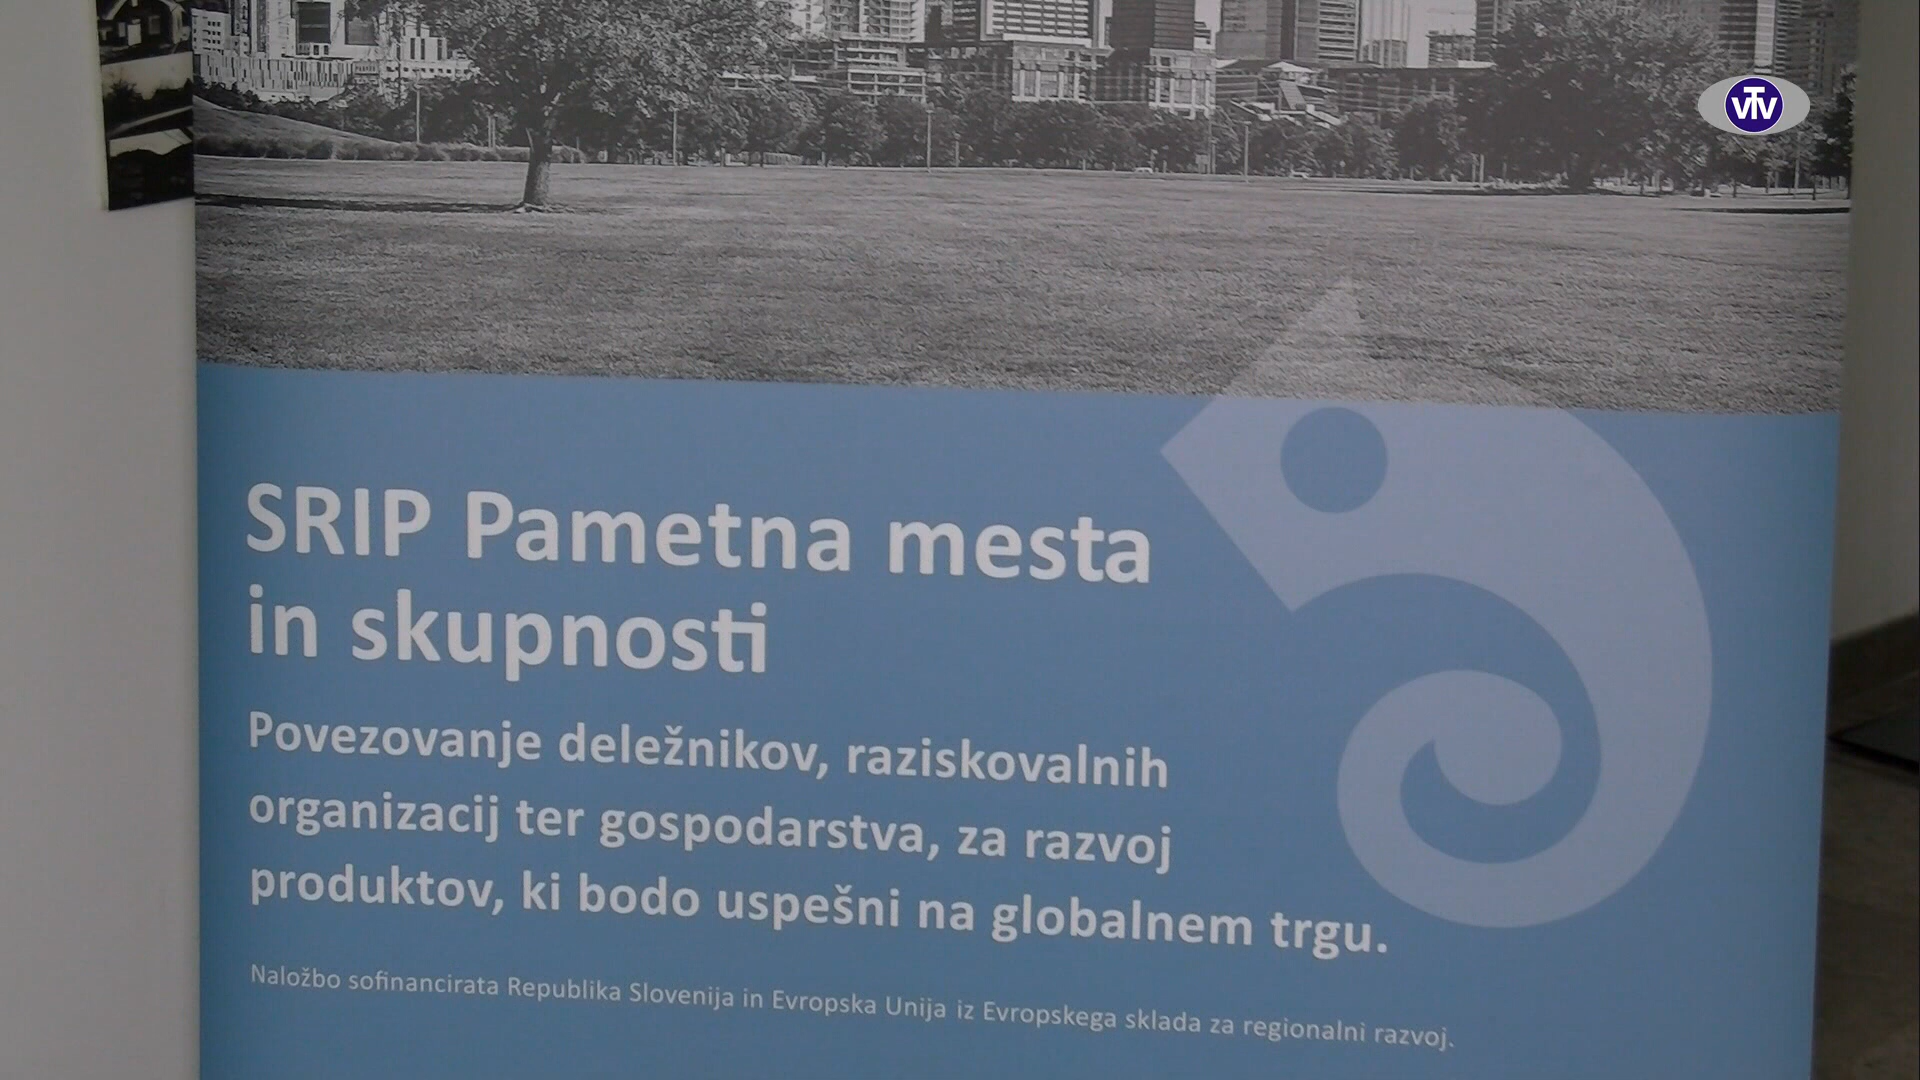 VTV
SRIP Pametna mesta
in skupnosti
Povezovanje deležnikov, raziskovalnih
organizacij ter gospodarstva, za razvoj
produktov, ki bodo uspešni na globalnem trgu.
Naložbo sofinancirata Republika Slovenija in Evropska Unija iz Evropskega sklada za regionalni razvoj.